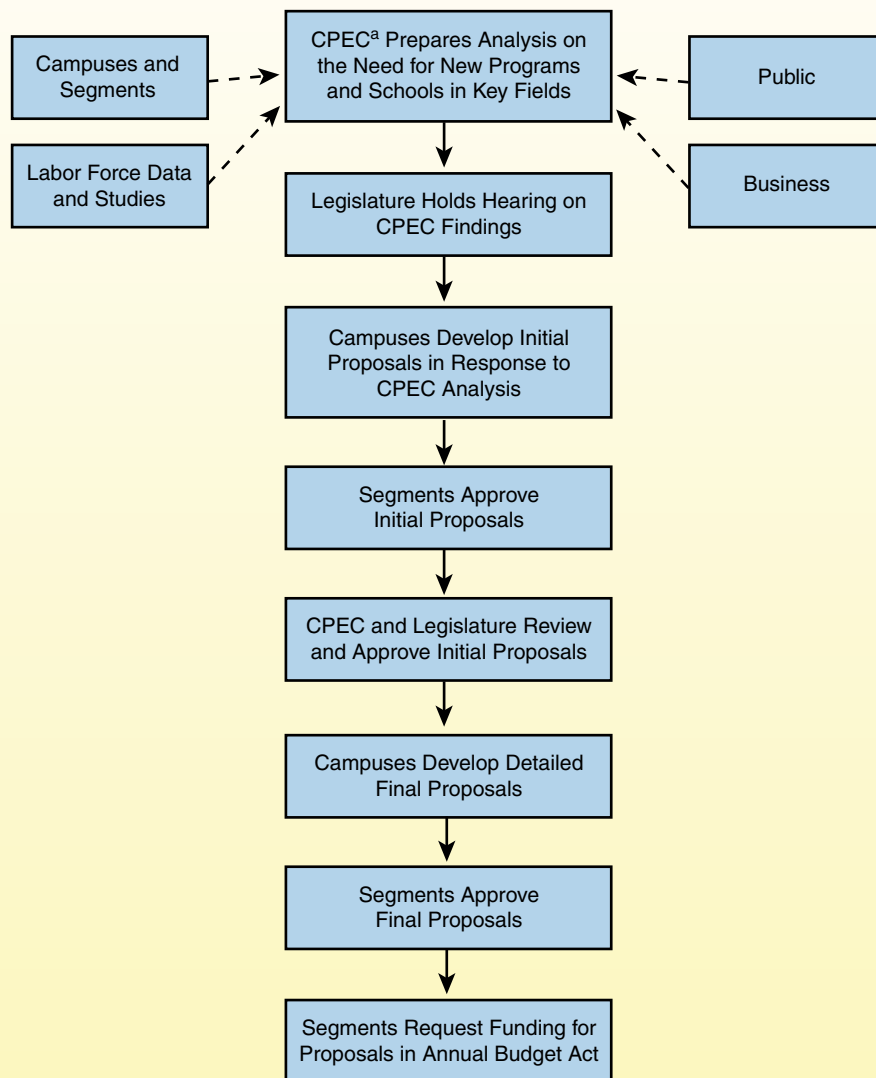 CPECa Prepares Analysis on
the Need for New Programs
and Schools in Key Fields
Campuses and
Segments
Public
Labor Force Data
and Studies
Business
Legislature Holds Hearing on
CPEC Findings
Campuses Develop Initial
Proposals in Response to
CPEC Analysis
Segments Approve
Initial Proposals
CPEC and Legislature Review
and Approve Initial Proposals
Campuses Develop Detailed
Final Proposals
Segments Approve
Final Proposals
Segments Request Funding for
Proposals in Annual Budget Act